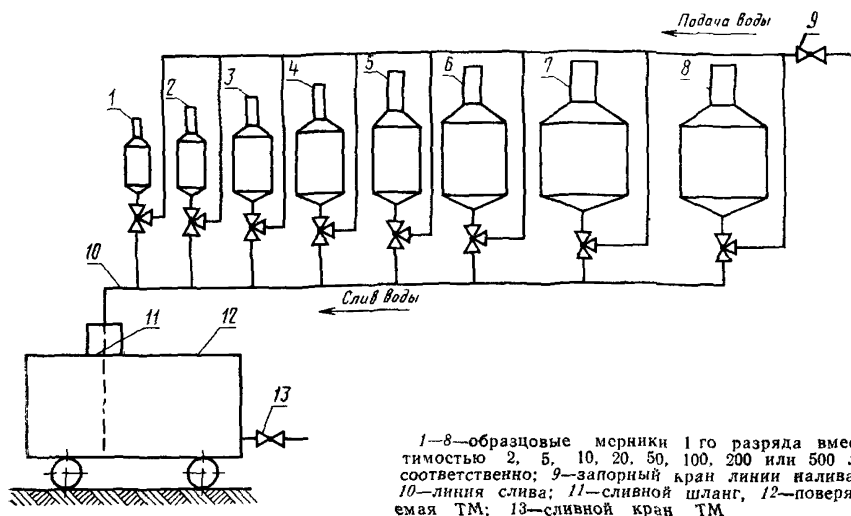 Подача воды
9
1
2
3
4
5
6
7
8
10
Слив воды
11
12
13
1—8—образцовые мерники 1 го разряда вмес
тимостью 2, 5, 10, 20, 50, 100, 200 или 500 л
соответственно; 9—запорный кран линии налива
10—линия слива; 11—сливной шланг, 12—поверя
емая ТМ; 13—сливной кран ТМ